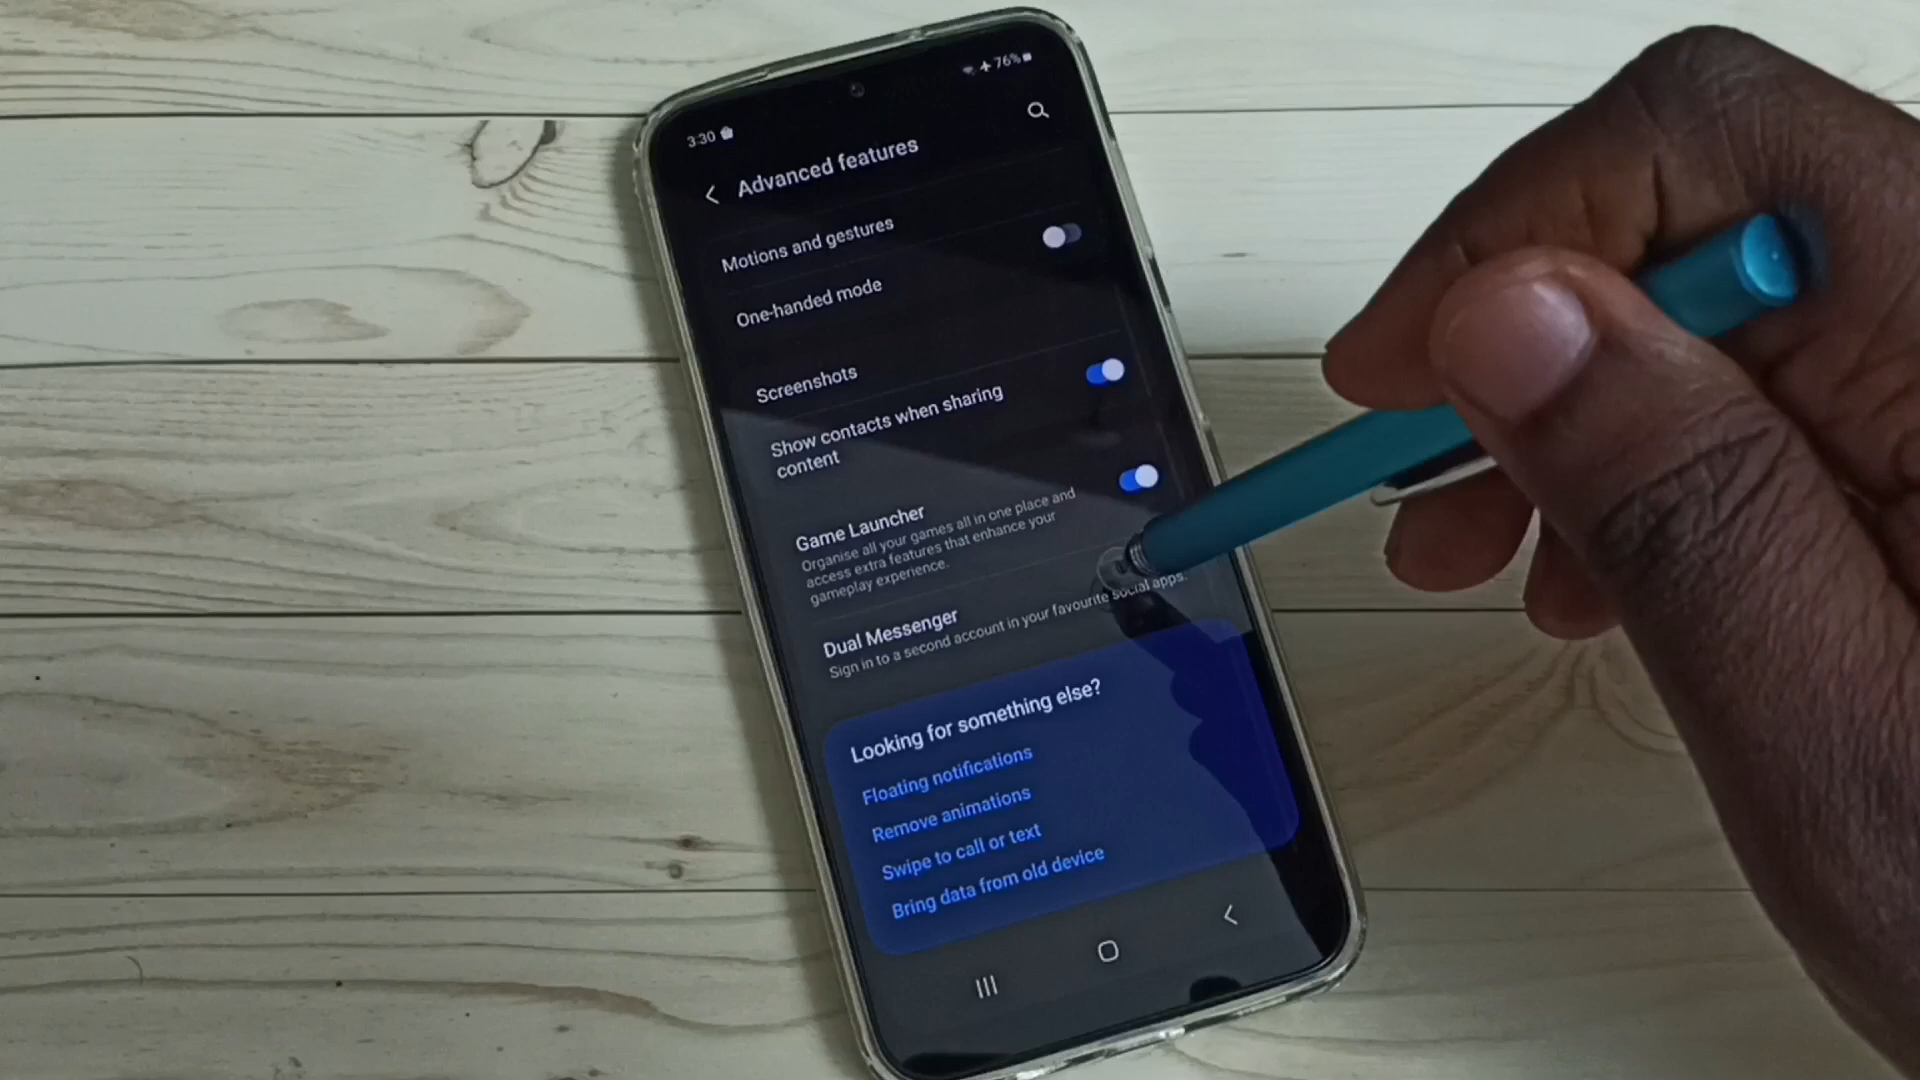 3:30
76%
Advanced features
Motions and gestures
One-handed mode
Screenshots
Show contacts when sharing
content
Game Launcher
Organise all your games all in one place and
access extra features that enhance your
gameplay experience.
Dual Messenger
Sign in to a second account in your favourite social apps.
Looking for something else?
Floating notifications
Remove animations
Swipe to call or text
Bring data from old device